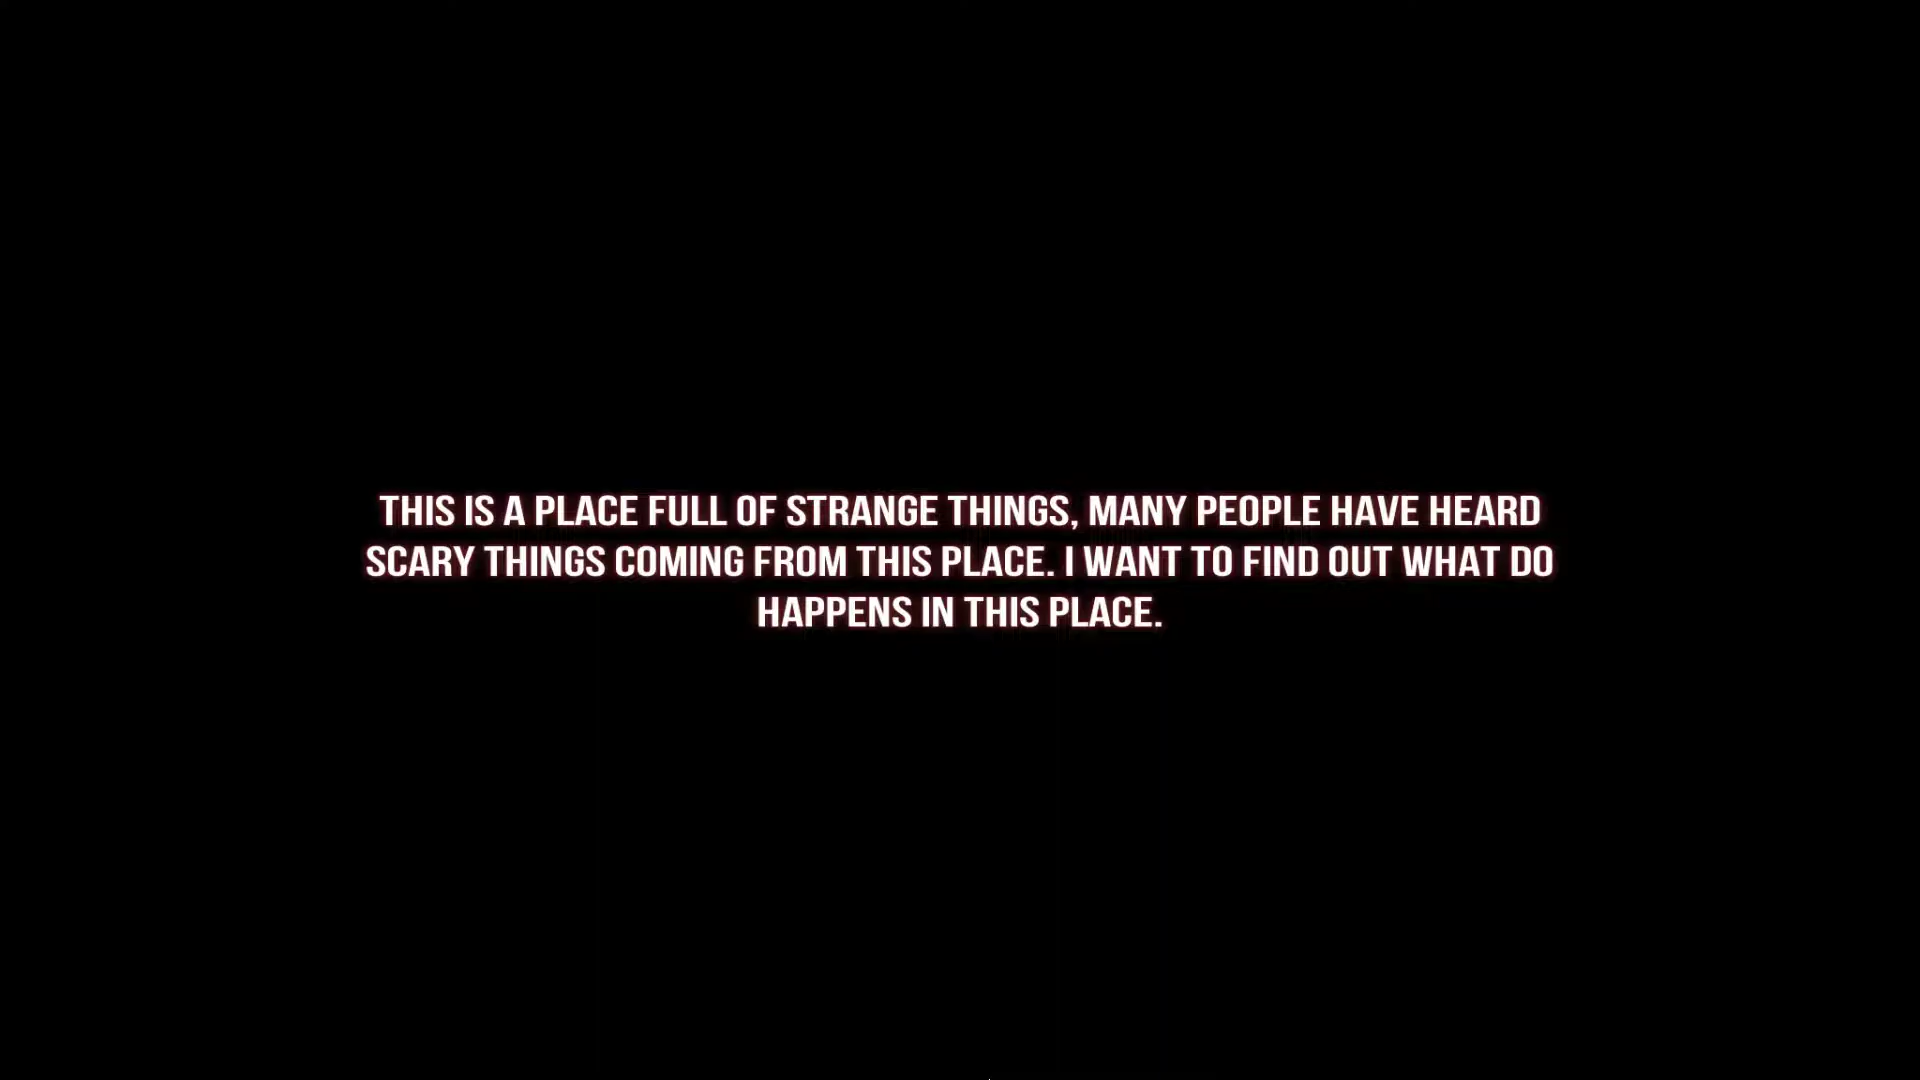 THIS IS A PLACE FULL OF STRANGE THINGS, MANY PEOPLE HAVE HEARD
SCARY THINGS COMING FROM THIS PLACE. I WANT TO FIND OUT WHAT DO
HAPPENS IN THIS PLACE.